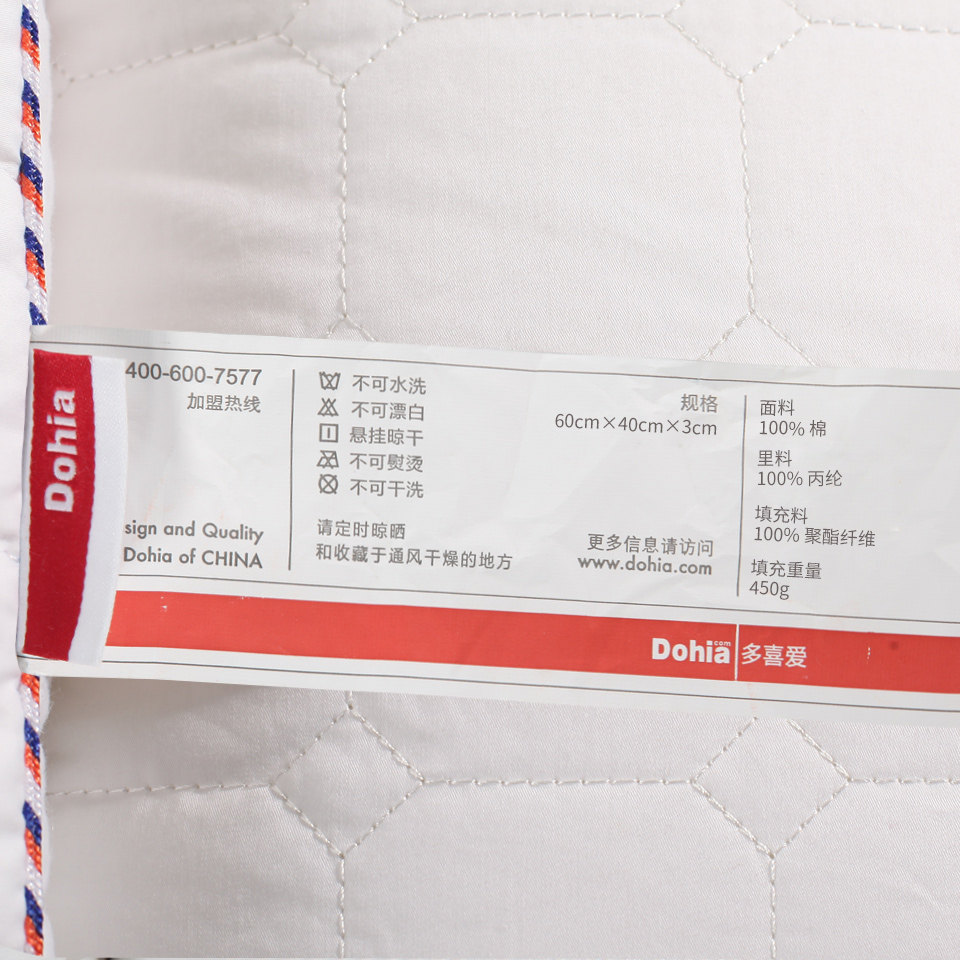 Dohia
400-600-7577
加盟热线
sign and Quality
Dohia of CHINA
不可水洗
不可漂白
悬挂晾干
不可熨烫
不可干洗
请定时晾晒
和收藏于通风干燥的地方
规格
60cm×40cm×3cm
更多信息请访问
www.dohia.com
面料
100% 棉
里料
100% 丙纶
填充料
100% 聚酯纤维
填充重量
450g
Dohia.com 多喜爱